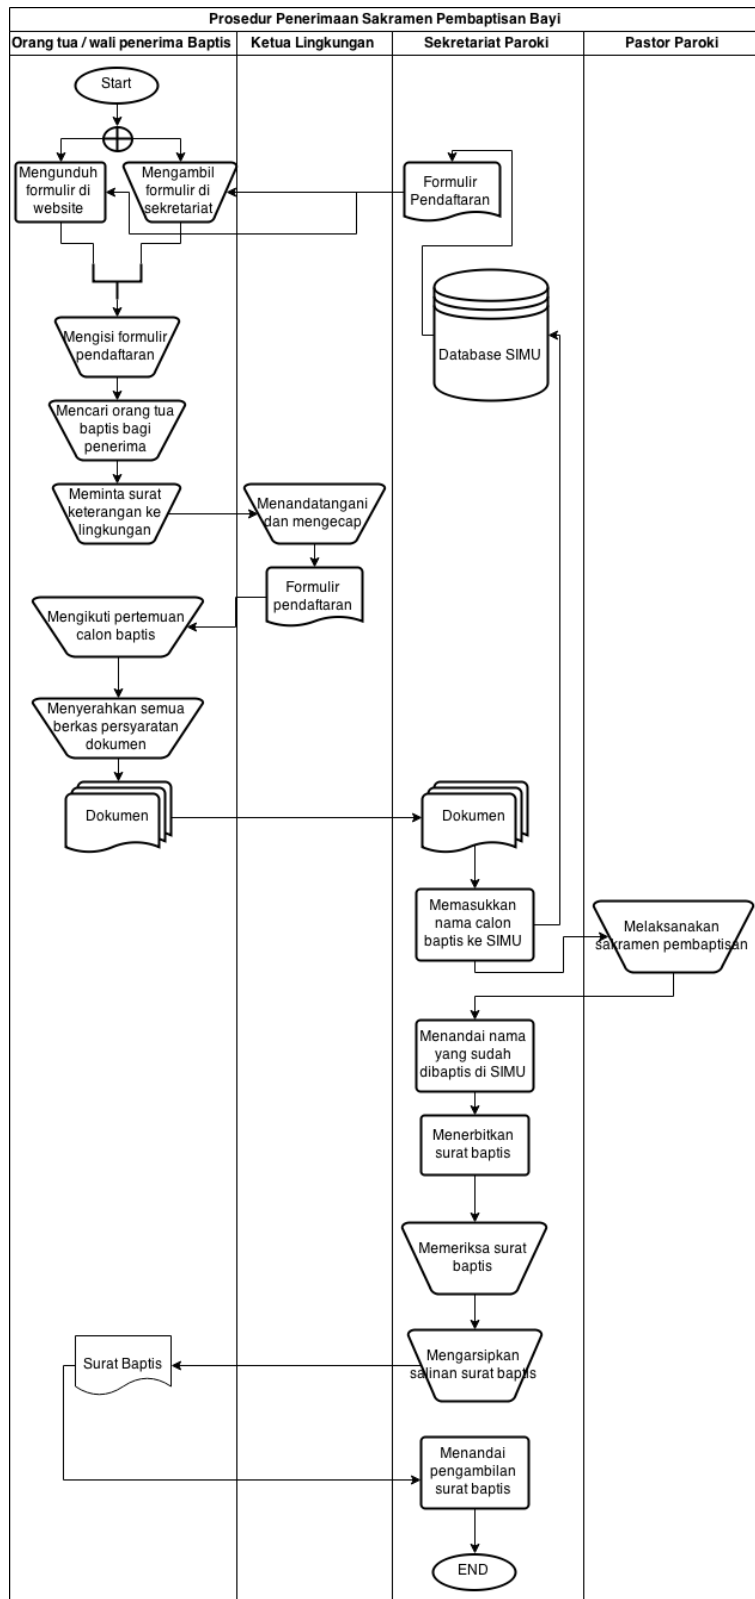 Prosedur Penerimaan Sakramen Pembaptisan Bayi
Orang tua / wali penerima Baptis
Ketua Lingkungan
Sekretariat Paroki
Pastor Paroki
Start
Mengunduh
formulir di
website
Mengambil
formulir di
sekretariat
Formulir
Pendaftaran
Database SIMU
Mengisi formulir
pendaftaran
Mencari orang tua
baptis bagi
penerima
Meminta surat
keterangan ke
lingkungan
Menandatangani
dan mengecap
Formulir
pendaftaran
Mengikuti pertemuan
calon baptis
Menyerahkan semua
berkas persyaratan
dokumen
Dokumen
Dokumen
Memasukkan
nama calon
baptis ke SIMU
Melaksanakan
sakramen pembaptisan
Menandai nama
yang sudah
dibaptis di SIMU
Menerbitkan
surat baptis
Memeriksa surat
baptis
Mengarsipkan
salinan surat baptis
Surat Baptis
Menandai
pengambilan
surat baptis
END